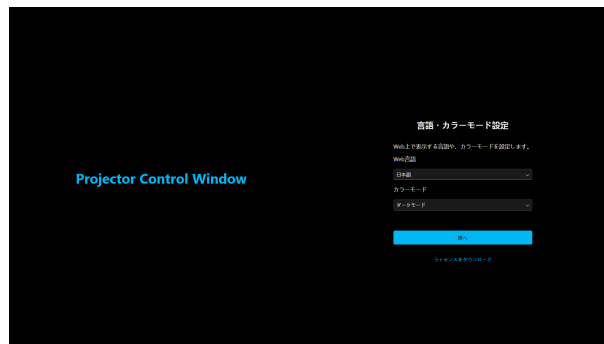 Projector Control Window
言語・カラーモード設定
Web上で表示する言語や、カラーモードを設定します。
Web言語
日本語
カラーモード
ダークモード
次へ
ライセンスをダウンロード